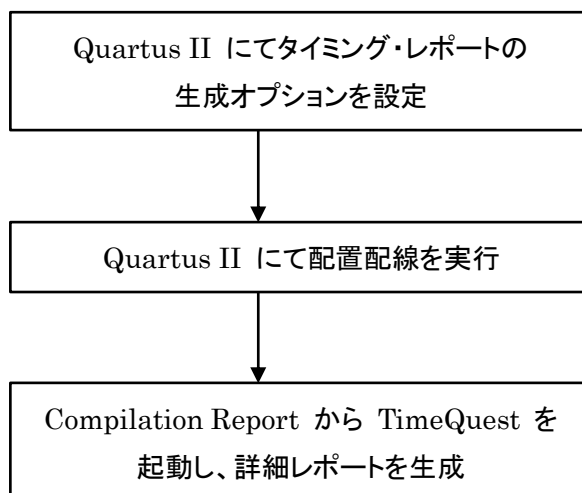 Quartus II にてタイミング・レポートの
生成オプションを設定
Quartus II にて配置配線を実行
Compilation Report から TimeQuest を
起動し、詳細レポートを生成